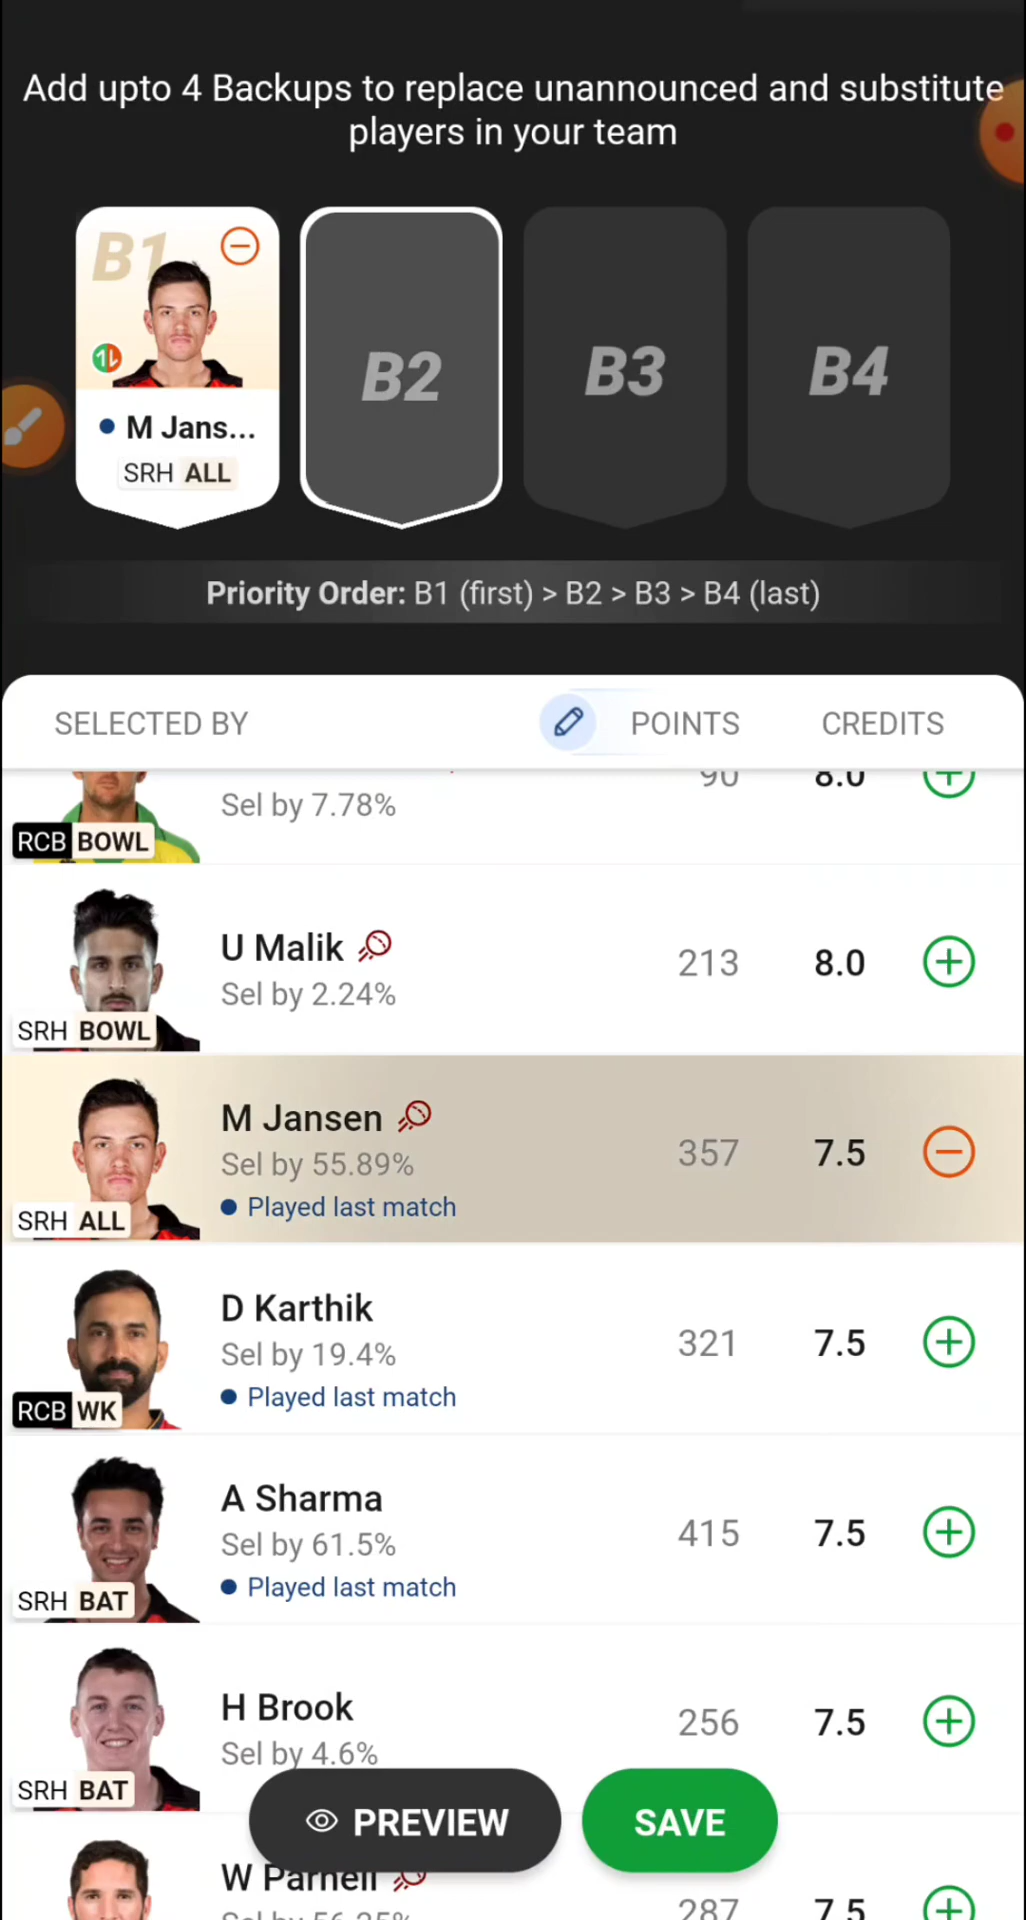 Add upto 4 Backups to replace unannounced and substitute
players in your team
B1
B2
B3
B4
M Jans...
SRH ALL
Priority Order: B1 (first) > B2 > B3 > B4 (last)
SELECTED BY POINTS CREDITS
90 8.0
Sel by 7.78%
RCB BOWL
U Malik
213 8.0
Sel by 2.24%
SRH BOWL
M Jansen
Sel by 55.89%
357 7.5
Played last match
SRH ALL
D Karthik
Sel by 19.4%
321 7.5
Played last match
RCB WK
A Sharma
Sel by 61.5%
415 7.5
Played last match
SRH BAT
H Brook
256 7.5
Sel by 4.6%
SRH BAT
PREVIEW SAVE
W Parnell
287 7.5